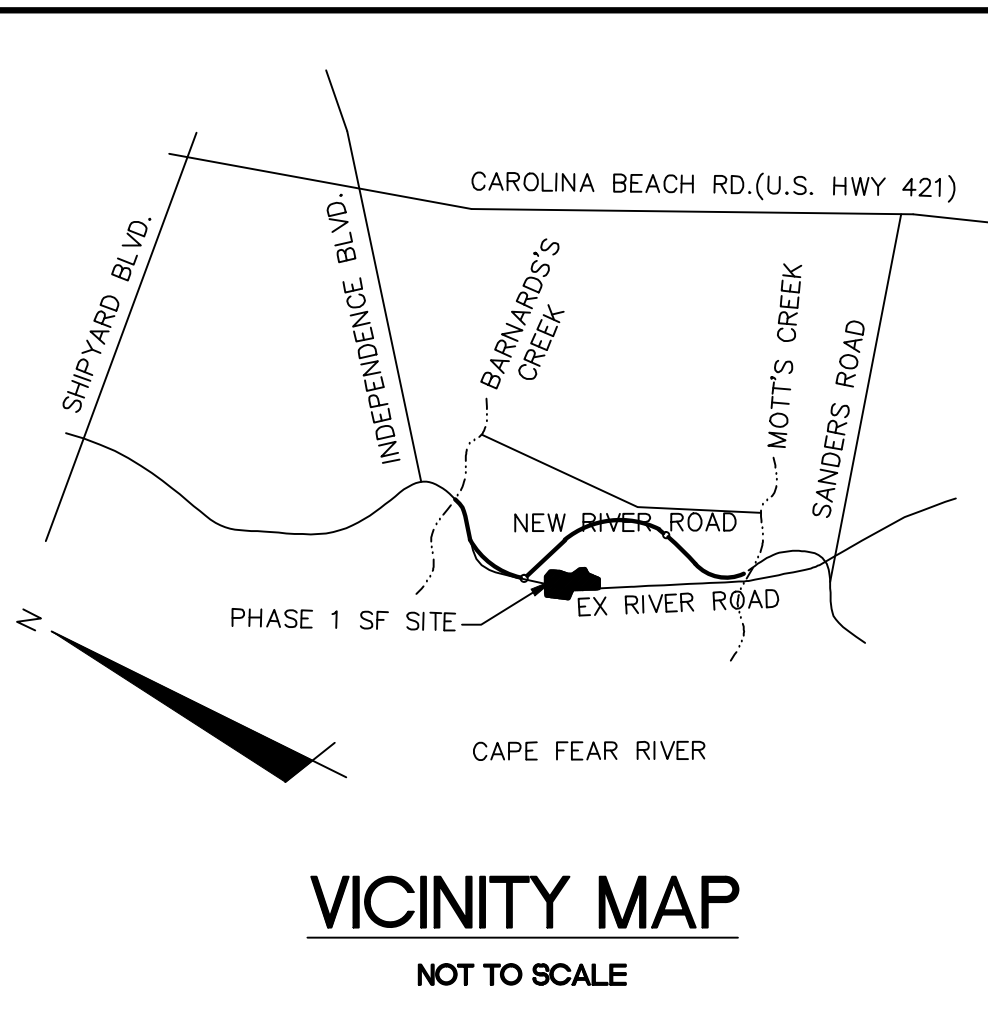 CAROLINA BEACH RD.(U.S. HWY 421)
SHIPYARD BLVD.
INDEPENDENCE BLVD.
BARNARDS'S
CREEK
MOTT'S CREEK
SANDERS ROAD
NEW RIVER ROAD
EX RIVER ROAD
PHASE 1 SF SITE
N
CAPE FEAR RIVER
VICINITY MAP
NOT TO SCALE